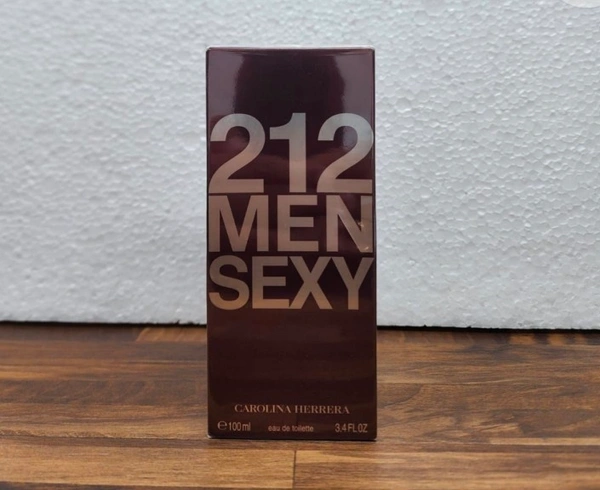 212
MEN
SEXY
CAROLINA HERRERA
℮100 ml eau de toilette 3.4 FL.OZ